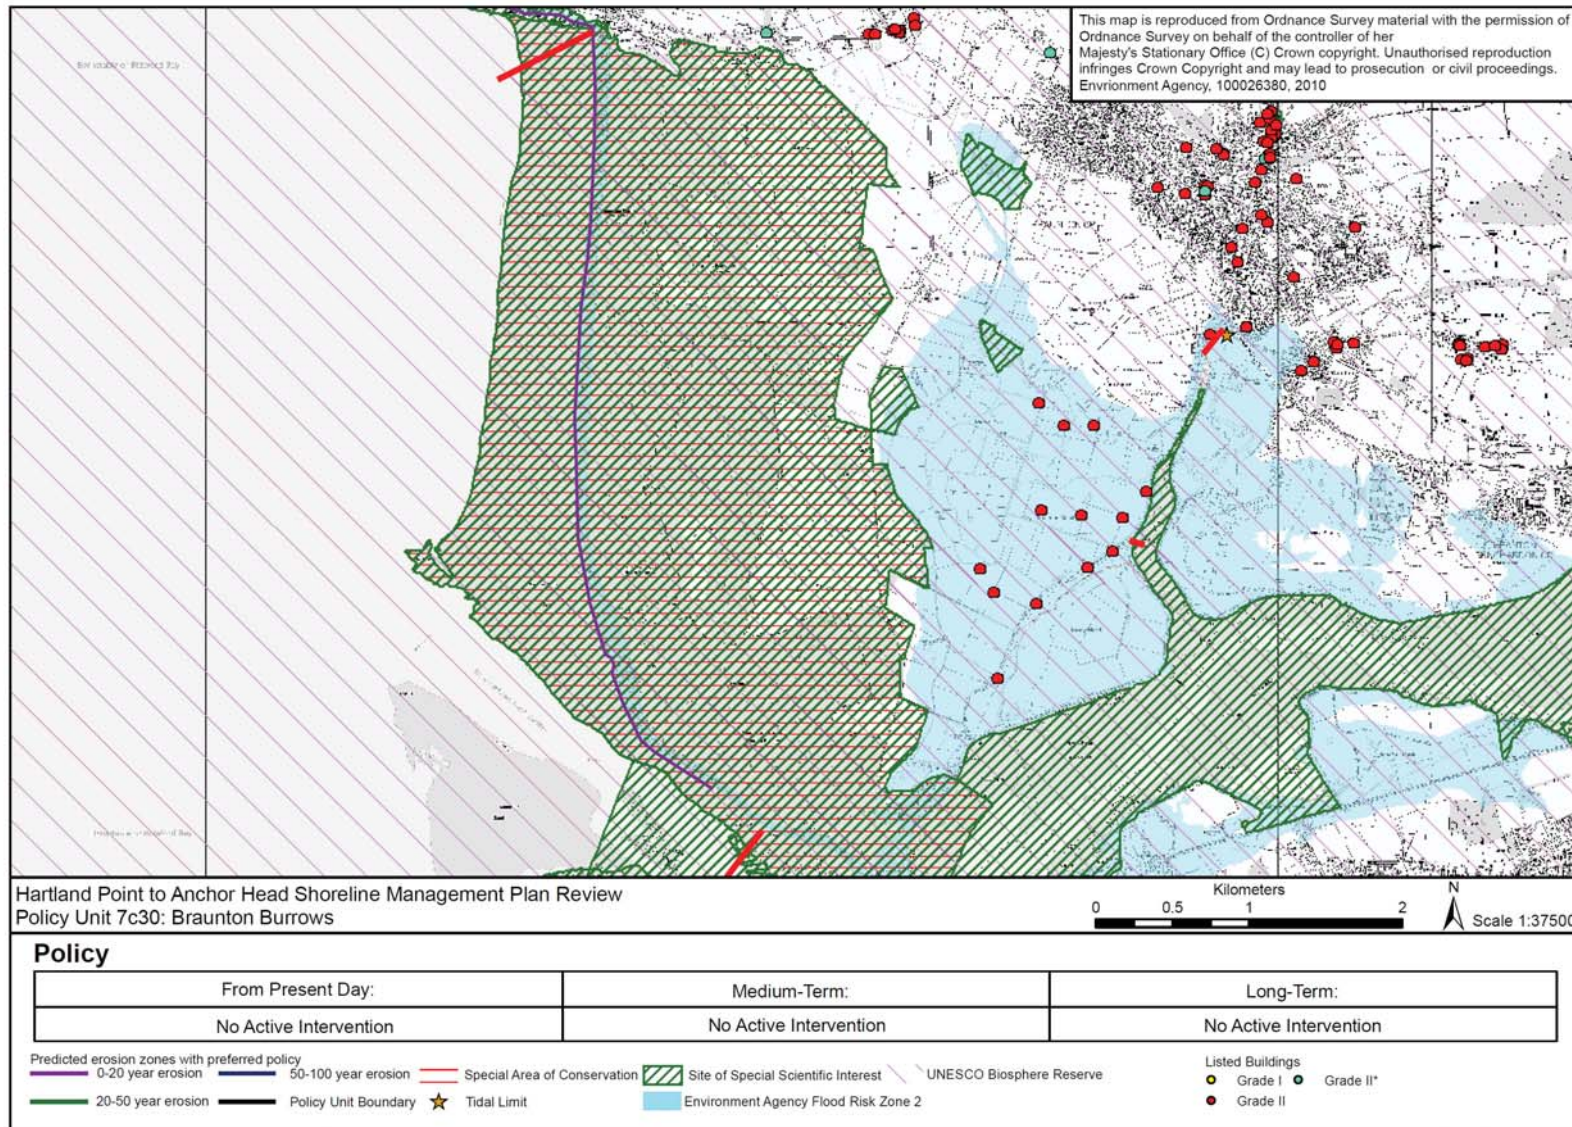 This map is reproduced from Ordnance Survey material with the permission of
Ordnance Survey on behalf of the controller of her
Majesty's Stationary Office (C) Crown copyright. Unauthorised reproduction
infringes Crown Copyright and may lead to prosecution or civil proceedings.
Envrionment Agency, 100026380, 2010
Hartland Point to Anchor Head Shoreline Management Plan Review
Policy Unit 7c30: Braunton Burrows
Kilometers
0 0.5 1 2
N
Scale 1:37500
Policy
From Present Day: Medium-Term: Long-Term:
No Active Intervention No Active Intervention No Active Intervention
Predicted erosion zones with preferred policy
0-20 year erosion 50-100 year erosion Special Area of Conservation Site of Special Scientific Interest UNESCO Biosphere Reserve
20-50 year erosion Policy Unit Boundary Tidal Limit Environment Agency Flood Risk Zone 2
Listed Buildings
Grade I Grade II*
Grade II